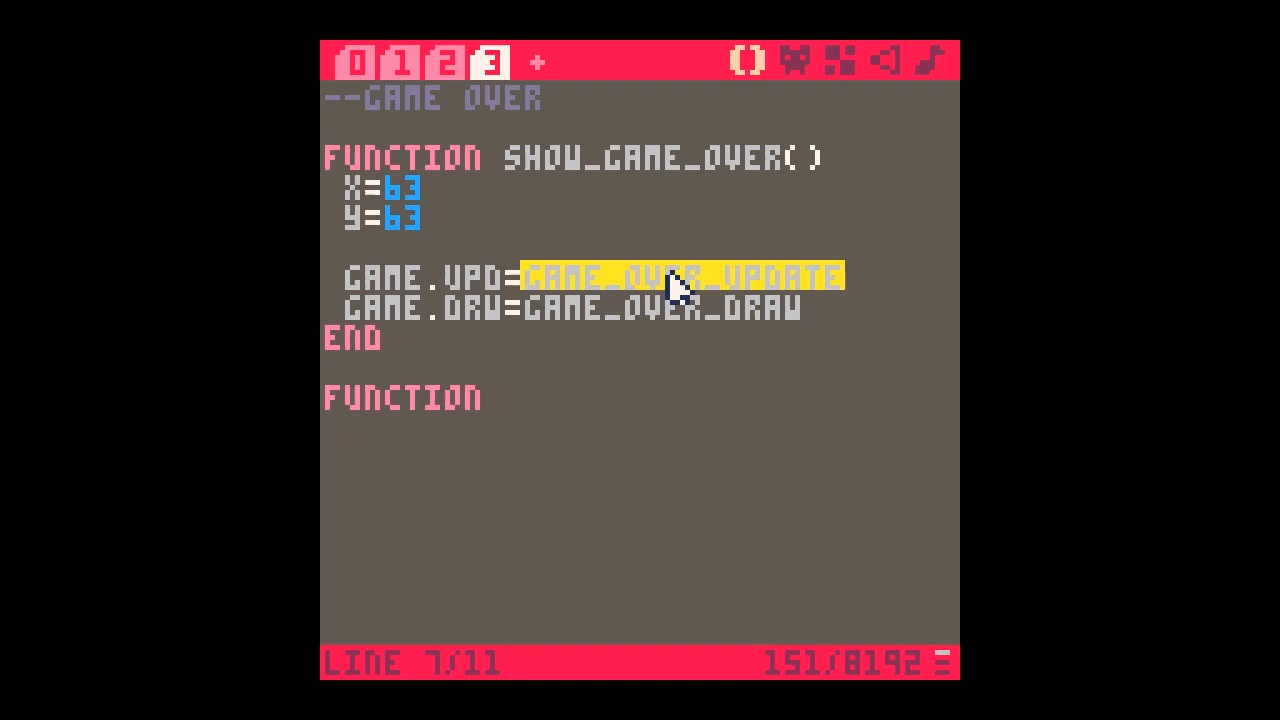 0 1 2 3 +
--GAME OVER
FUNCTION SHOW_GAME_OVER()
X=63
Y=63
GAME.UPD=GAME_OVER_UPDATE
GAME.DRW=GAME_OVER_DRAW
END
FUNCTION
LINE 7/11 151/8192